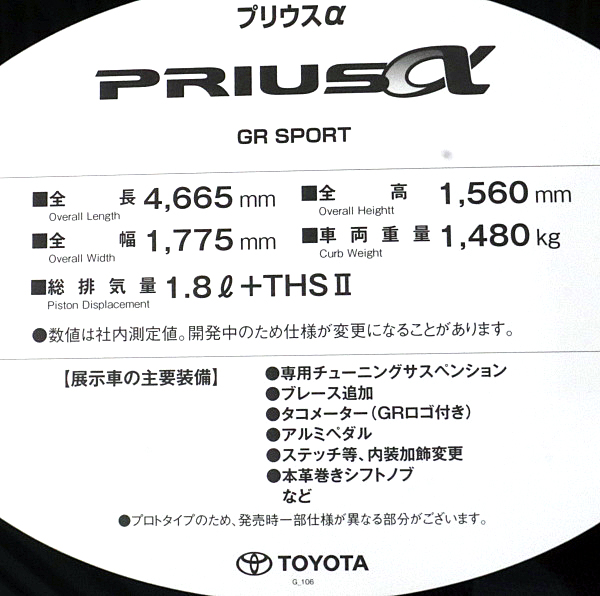 プリウスα
PRIUSα
GR SPORT
■全長 4,665 mm ■全高 1,560 mm
Overall Length Overall Heightt
■全幅 1,775 mm ■車両重量 1,480 kg
Overall Width Curb Weight
■総排気量 1.8ℓ+THSⅡ
Piston Displacement
●数値は社内測定値。開発中のため仕様が変更になることがあります。
【展示車の主要装備】 ●専用チューニングサスペンション
●ブレース追加
●タコメーター(GRロゴ付き)
●アルミペダル
●ステッチ等、内装加飾変更
●本革巻きシフトノブ
など
●プロトタイプのため、発売時一部仕様が異なる部分がございます。
TOYOTA
G_106